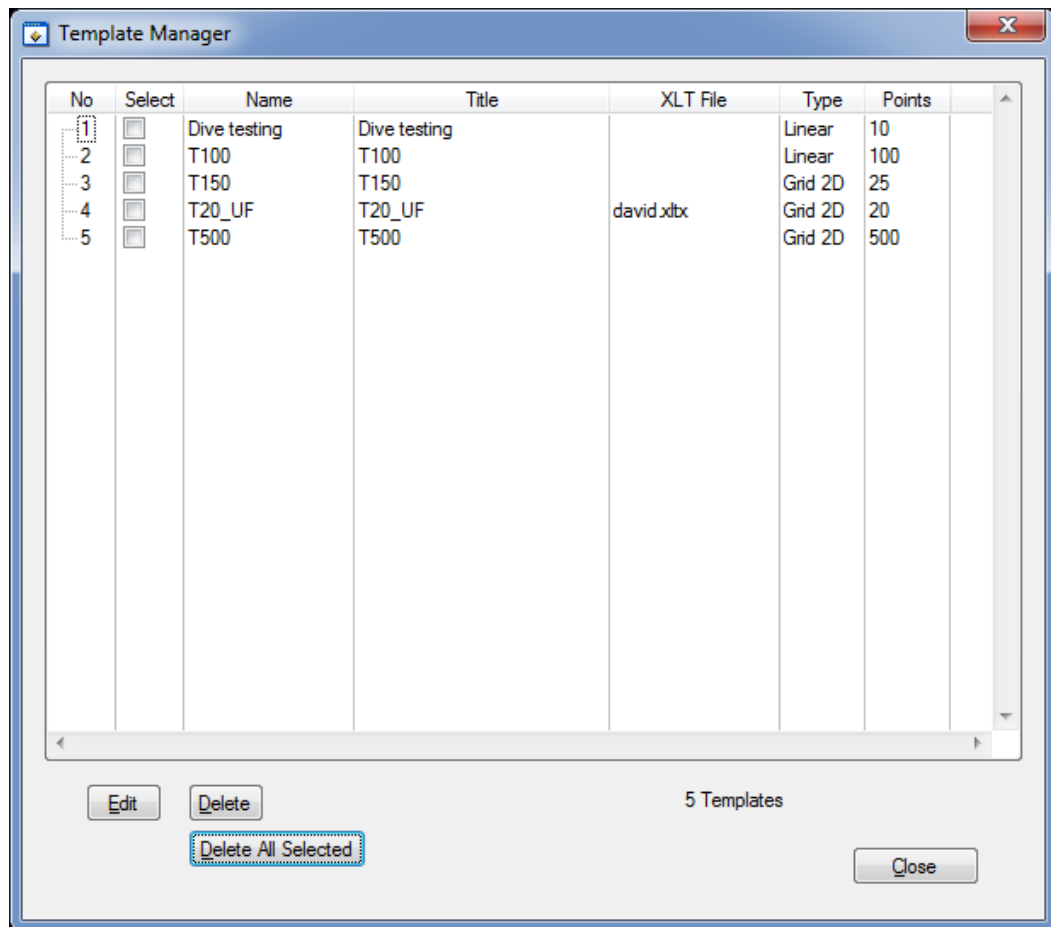 Template Manager
No Select Name Title XLT File Type Points
1 Dive testing Dive testing Linear 10
2 T100 T100 Linear 100
3 T150 T150 Grid 2D 25
4 T20_UF T20_UF david.xltx Grid 2D 20
5 T500 T500 Grid 2D 500
Edit Delete 5 Templates
Delete All Selected
Close